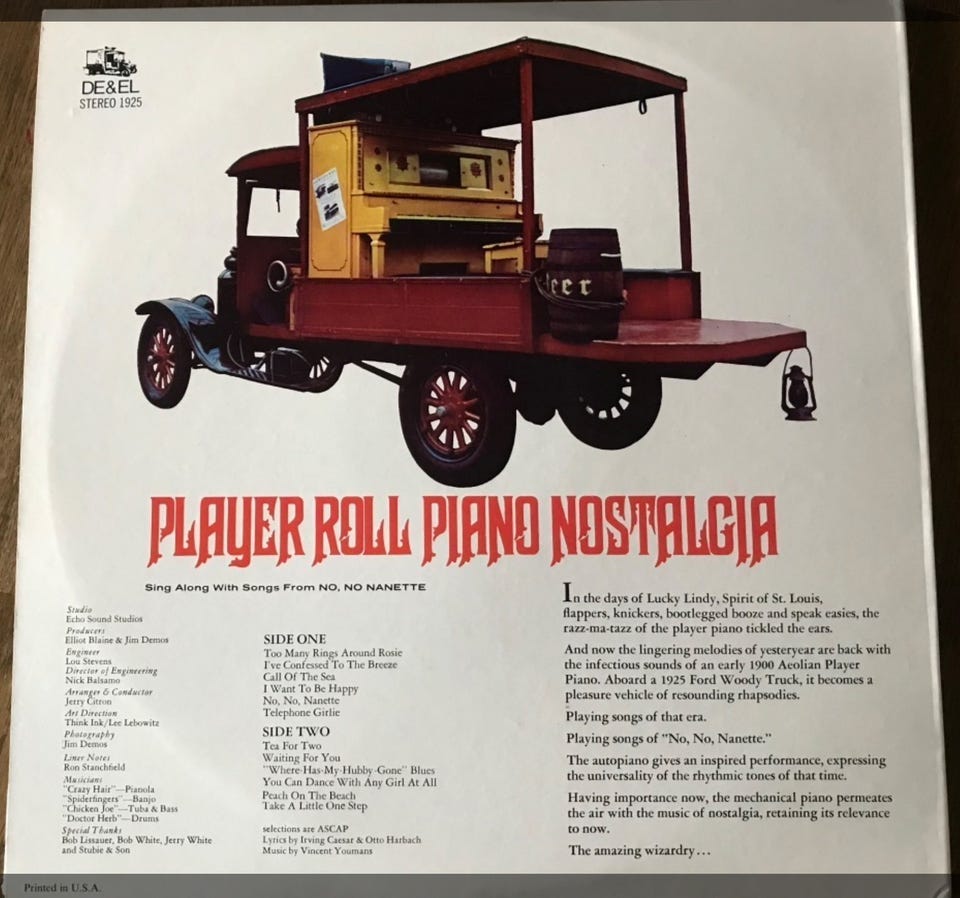 DE&EL
STEREO 1925
eer
PLAYER ROLL PIANO NOSTALGIA
Sing Along With Songs From NO, NO NANETTE
Studio
Echo Sound Studios
Producers
Elliot Blaine & Jim Demos
Engineer
Lou Stevens
Director of Engineering
Nick Balsamo
Arranger & Conductor
Jerry Citron
Art Direction
Think Ink/Lee Lebowitz
Photography
Jim Demos
Liner Notes
Ron Stanchfield
Musicians
"Crazy Hair"—Pianola
"Spiderfingers"—Banjo
"Chicken Joe"—Tuba & Bass
"Doctor Herb"—Drums
Special Thanks
Bob Lissauer, Bob White, Jerry White
and Stubie & Son
SIDE ONE
Too Many Rings Around Rosie
I've Confessed To The Breeze
Call Of The Sea
I Want To Be Happy
No, No, Nanette
Telephone Girlie
SIDE TWO
Tea For Two
Waiting For You
"Where-Has-My-Hubby-Gone" Blues
You Can Dance With Any Girl At All
Peach On The Beach
Take A Little One Step
selections are ASCAP
Lyrics by Irving Caesar & Otto Harbach
Music by Vincent Youmans
In the days of Lucky Lindy, Spirit of St. Louis,
flappers, knickers, bootlegged booze and speak easies, the
razz-ma-tazz of the player piano tickled the ears.
And now the lingering melodies of yesteryear are back with
the infectious sounds of an early 1900 Aeolian Player
Piano. Aboard a 1925 Ford Woody Truck, it becomes a
pleasure vehicle of resounding rhapsodies.
Playing songs of that era.
Playing songs of "No, No, Nanette."
The autopiano gives an inspired performance, expressing
the universality of the rhythmic tones of that time.
Having importance now, the mechanical piano permeates
the air with the music of nostalgia, retaining its relevance
to now.
The amazing wizardry...
Printed in U.S.A.